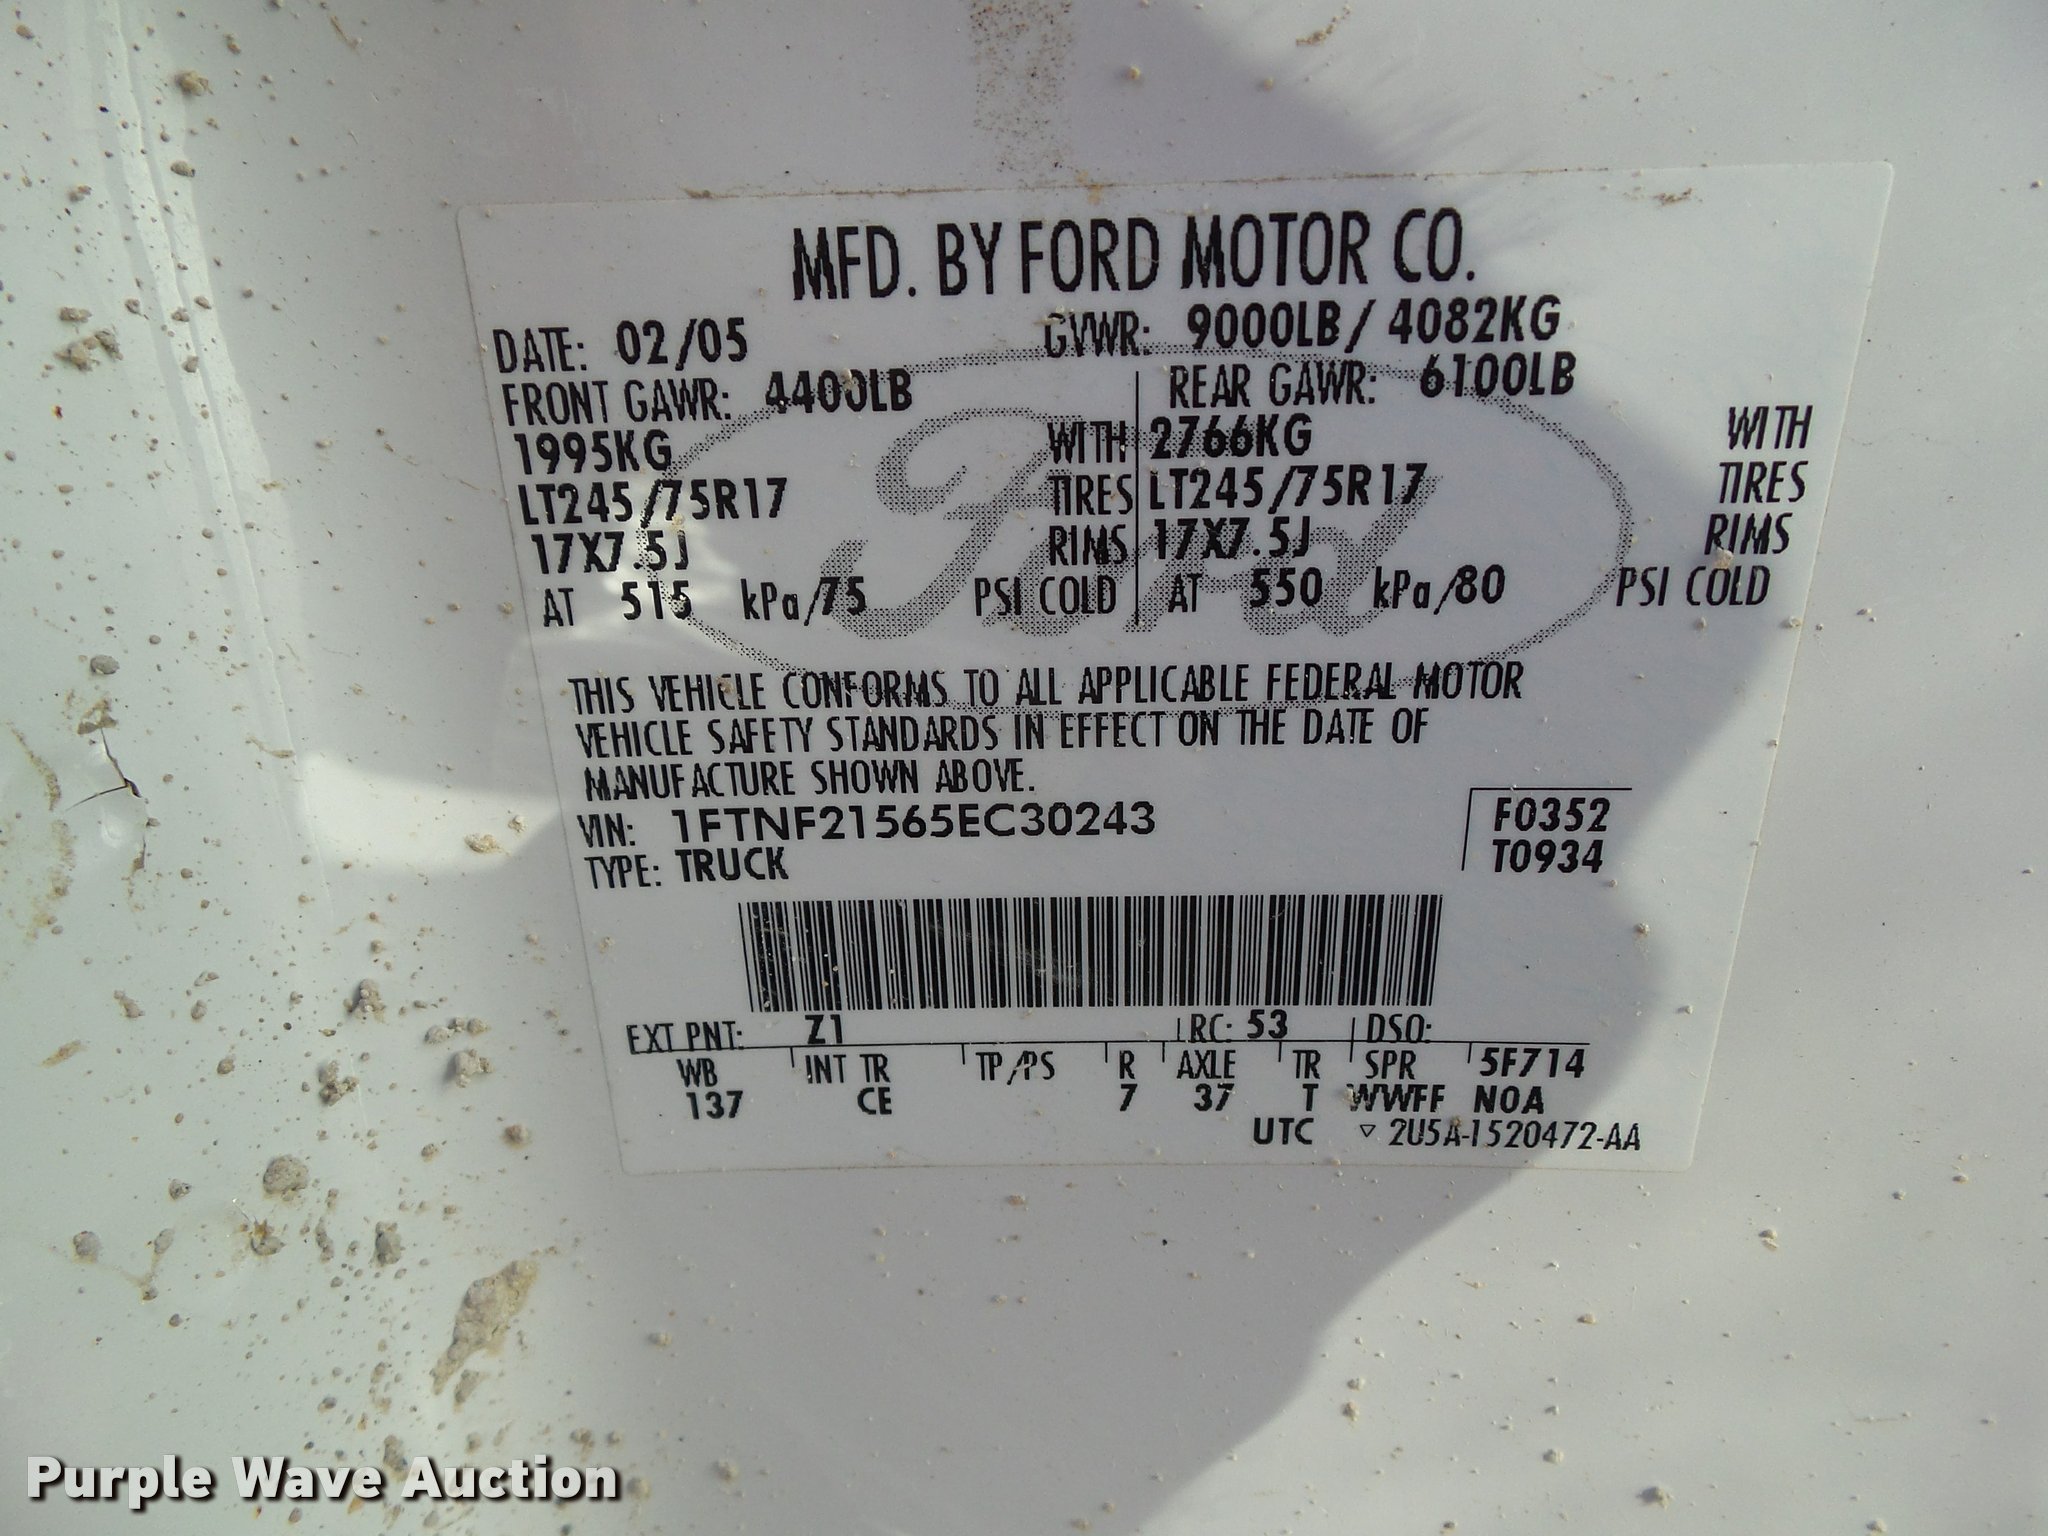 MFD. BY FORD MOTOR CO.
DATE: 02/05 GVWR: 9000LB/ 4082KG
FRONT GAWR: 4400LB REAR GAWR: 6100LB
1995KG WITH 2766KG WITH
LT245/75R17 TIRES LT245/75R17 TIRES
17X7.5J RIMS 17X7.5J RIMS
AT 515 kPa/75 PSI COLD AT 550 kPa/80 PSI COLD
Ford
THIS VEHICLE CONFORMS TO ALL APPLICABLE FEDERAL MOTOR
VEHICLE SAFETY STANDARDS IN EFFECT ON THE DATE OF
MANUFACTURE SHOWN ABOVE.
VIN: 1FTNF21565EC30243 F0352
TYPE: TRUCK T0934
EXT PNT: Z1 RC: 53 DSO:
WB INT TR TP/PS R AXLE TR SPR 5F714
137 CE 7 37 T WWFF NOA
UTC ▽ 2U5A-1520472-AA
Purple Wave Auction